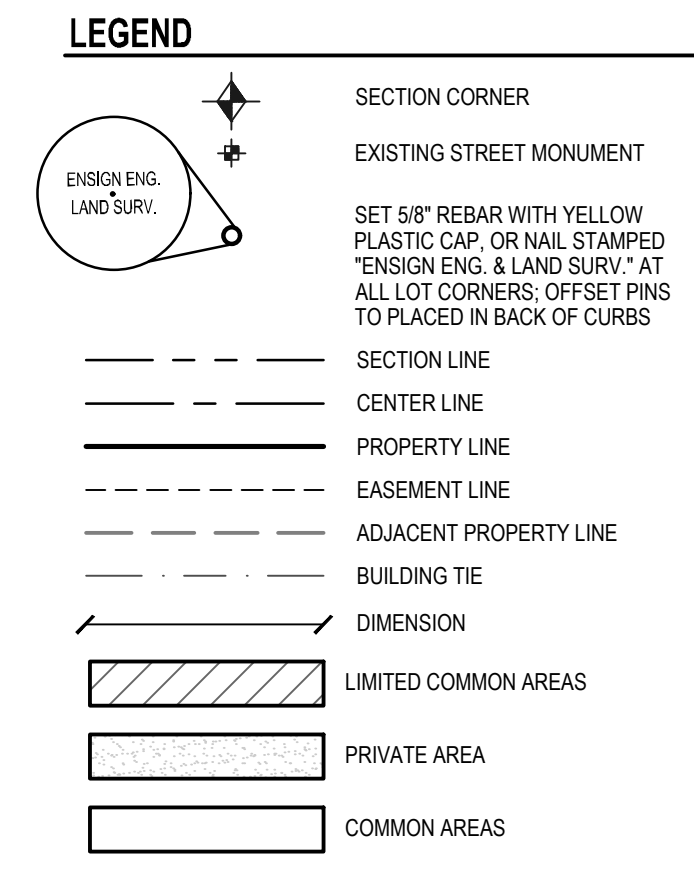 LEGEND
SECTION CORNER
EXISTING STREET MONUMENT
ENSIGN ENG.
LAND SURV.
SET 5/8" REBAR WITH YELLOW
PLASTIC CAP, OR NAIL STAMPED
"ENSIGN ENG. & LAND SURV." AT
ALL LOT CORNERS; OFFSET PINS
TO PLACED IN BACK OF CURBS
SECTION LINE
CENTER LINE
PROPERTY LINE
EASEMENT LINE
ADJACENT PROPERTY LINE
BUILDING TIE
DIMENSION
LIMITED COMMON AREAS
PRIVATE AREA
COMMON AREAS